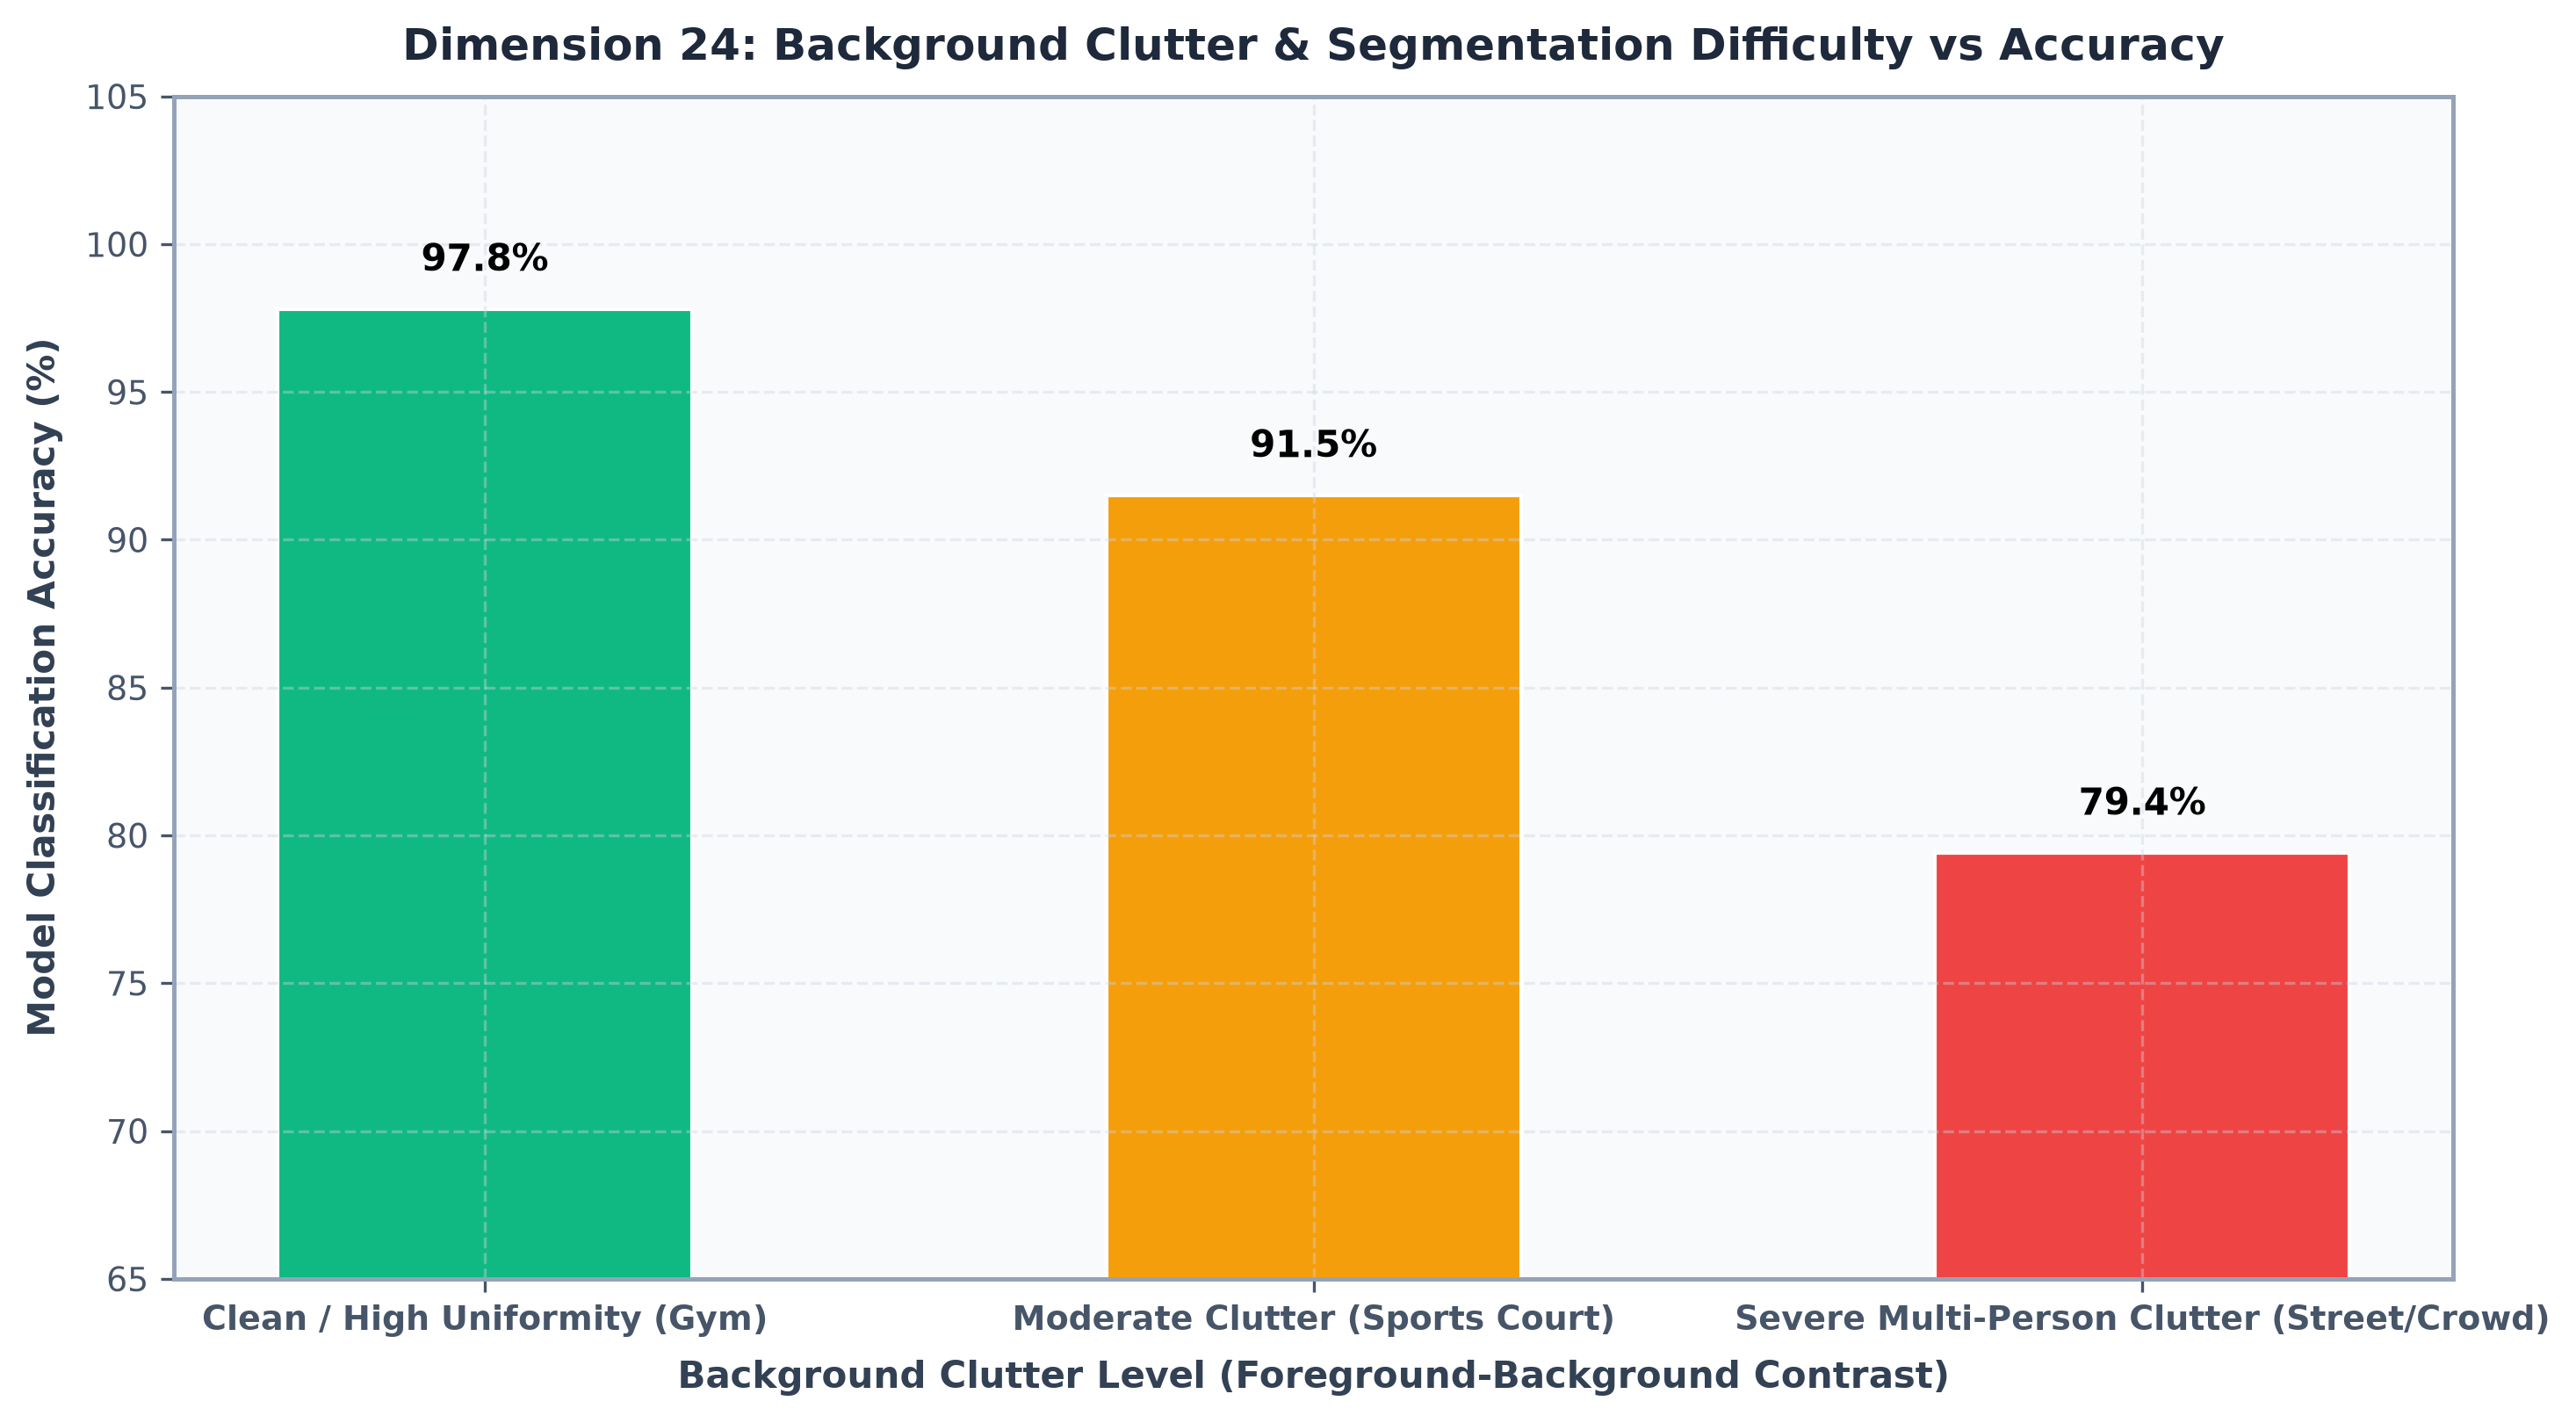 Dimension 24: Background Clutter & Segmentation Difficulty vs Accuracy
Model Classification Accuracy (%)
105
100
95
90
85
80
75
70
65
97.8%
91.5%
79.4%
Clean / High Uniformity (Gym)
Moderate Clutter (Sports Court)
Severe Multi-Person Clutter (Street/Crowd)
Background Clutter Level (Foreground-Background Contrast)